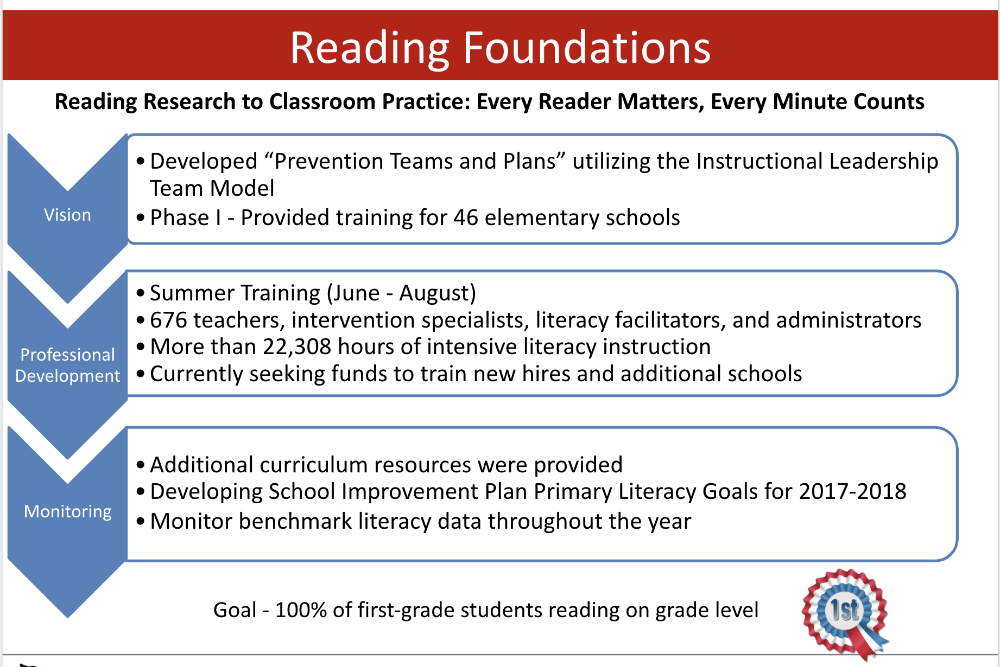 Reading Foundations
Reading Research to Classroom Practice: Every Reader Matters, Every Minute Counts
Vision
• Developed “Prevention Teams and Plans” utilizing the Instructional Leadership
Team Model
• Phase I - Provided training for 46 elementary schools
Professional
Development
• Summer Training (June - August)
• 676 teachers, intervention specialists, literacy facilitators, and administrators
• More than 22,308 hours of intensive literacy instruction
• Currently seeking funds to train new hires and additional schools
Monitoring
• Additional curriculum resources were provided
• Developing School Improvement Plan Primary Literacy Goals for 2017-2018
• Monitor benchmark literacy data throughout the year
Goal - 100% of first-grade students reading on grade level
1st